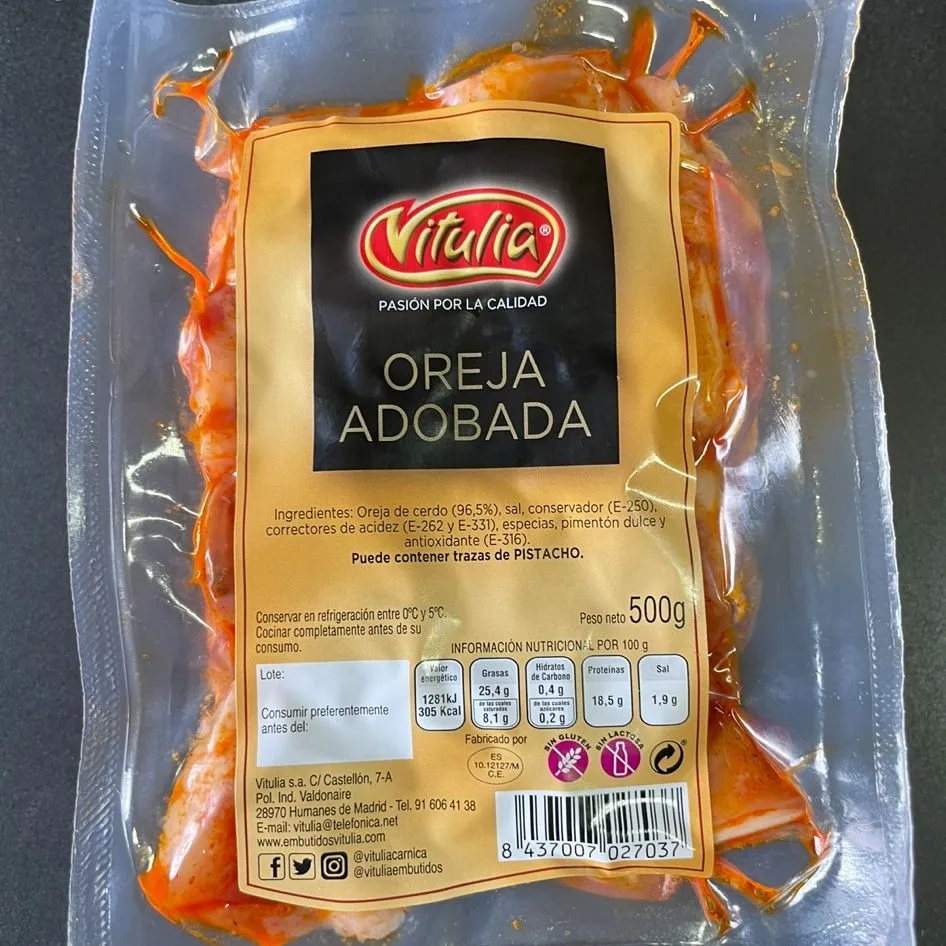 Vitulia®
PASIÓN POR LA CALIDAD
OREJA
ADOBADA
Ingredientes: Oreja de cerdo (96,5%), sal, conservador (E-250),
correctores de acidez (E-262 y E-331), especias, pimentón dulce y
antioxidante (E-316).
Puede contener trazas de PISTACHO.
Conservar en refrigeración entre 0ºC y 5ºC.
Cocinar completamente antes de su
consumo.
Peso neto 500g
INFORMACIÓN NUTRICIONAL POR 100 g
Valor
energético
1281kJ
305 Kcal
Grasas
25,4 g
de las cuales
saturadas
8,1 g
Hidratos
de Carbono
0,4 g
de los cuales
azúcares
0,2 g
Proteínas
18,5 g
Sal
1,9 g
Lote:
Consumir preferentemente
antes del:
Fabricado por
ES
10.12127/M
C.E.
SIN GLUTEN
SIN LACTOSA
Vitulia s.a. C/ Castellón, 7-A
Pol. Ind. Valdonaire
28970 Humanes de Madrid - Tel. 91 606 41 38
E-mail: vitulia@telefonica.net
www.embutidosvitulia.com
@vituliacarnica
@vituliaembutidos
8 437007 027037